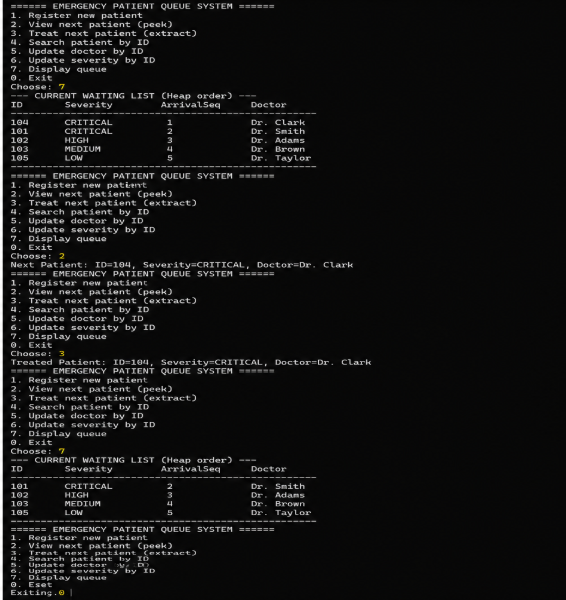 ====== EMERGENCY PATIENT QUEUE SYSTEM ======
1. Register new patient
2. View next patient (peek)
3. Treat next patient (extract)
4. Search patient by ID
5. Update doctor by ID
6. Update severity by ID
7. Display queue
0. Exit
Choose: 7
--- CURRENT WAITING LIST (Heap order) ---
ID Severity ArrivalSeq Doctor
--------------------------------------------------
104 CRITICAL 1 Dr. Clark
101 CRITICAL 2 Dr. Smith
102 HIGH 3 Dr. Adams
103 MEDIUM 4 Dr. Brown
105 LOW 5 Dr. Taylor
--------------------------------------------------
====== EMERGENCY PATIENT QUEUE SYSTEM ======
1. Register new patient
2. View next patient (peek)
3. Treat next patient (extract)
4. Search patient by ID
5. Update doctor by ID
6. Update severity by ID
7. Display queue
0. Exit
Choose: 2
Next Patient: ID=104, Severity=CRITICAL, Doctor=Dr. Clark
====== EMERGENCY PATIENT QUEUE SYSTEM ======
1. Register new patient
2. View next patient (peek)
3. Treat next patient (extract)
4. Search patient by ID
5. Update doctor by ID
6. Update severity by ID
7. Display queue
0. Exit
Choose: 3
Treated Patient: ID=104, Severity=CRITICAL, Doctor=Dr. Clark
====== EMERGENCY PATIENT QUEUE SYSTEM ======
1. Register new patient
2. View next patient (peek)
3. Treat next patient (extract)
4. Search patient by ID
5. Update doctor by ID
6. Update severity by ID
7. Display queue
0. Exit
Choose: 7
--- CURRENT WAITING LIST (Heap order) ---
ID Severity ArrivalSeq Doctor
--------------------------------------------------
101 CRITICAL 2 Dr. Smith
102 HIGH 3 Dr. Adams
103 MEDIUM 4 Dr. Brown
105 LOW 5 Dr. Taylor
--------------------------------------------------
====== EMERGENCY PATIENT QUEUE SYSTEM ======
1. Register new patient
2. View next patient (peek)
3. Treat next patient (extract)
4. Search patient by ID
5. Update doctor
6. Update severity by ID
7. Display queue
0. Eset
Exiting.0